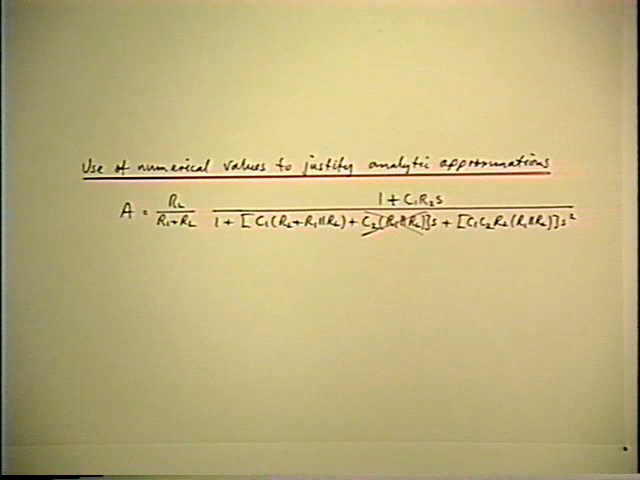 Use of numerical values to justify analytic approximations
A = R_L/(R_1+R_L) (1 + C_1R_2s)/(1 + [C_1(R_2+R_1||R_L) + C_2(R_1||R_L)]s + [C_1C_2R_2(R_1||R_L)]s²)